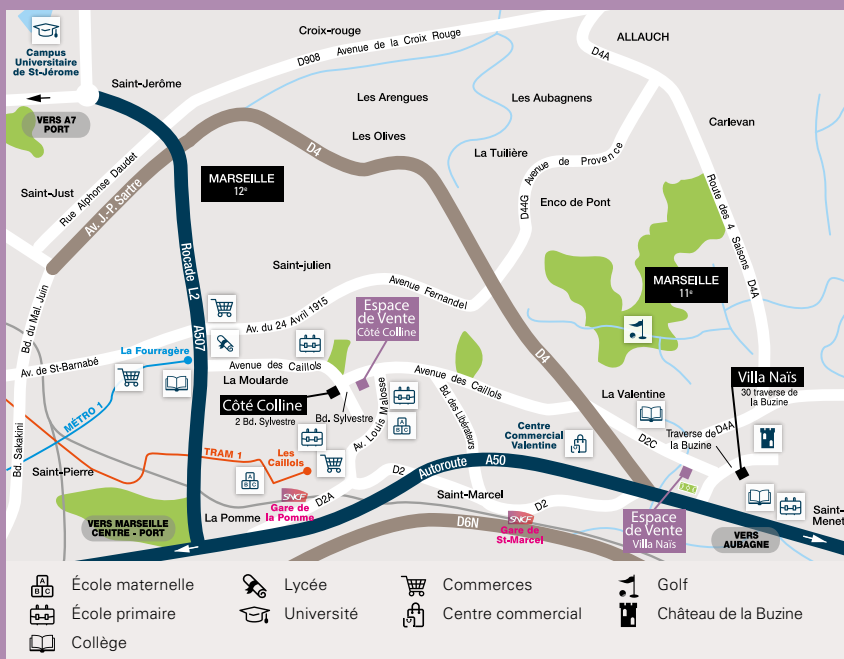 Croix-rouge
ALLAUCH
Campus
Universitaire
de St-Jérôme
D908 Avenue de la Croix Rouge
D4A
Saint-Jerôme
Les Arengues
Les Aubagnens
VERS A7
PORT
Carlevan
Les Olives
D4
La Tuilière
Avenue de Provence
Rue Alphonse Daudet
Av. J.-P. Sartre
MARSEILLE
12e
Saint-Just
D44G
Enco de Pont
Route des 4 Saisons D4A
Rocade L2
A507
Saint-julien
MARSEILLE
11e
Avenue Fernandel
Espace
de Vente
Côté Colline
Bd. du Mal. Juin
Av. du 24 Avril 1915
D4
La Fourragère
Av. de St-Barnabé
Avenue des Caillols
La Moularde
Avenue des Caillols
Villa Naïs
30 traverse de
la Buzine
La Valentine
Côté Colline
2 Bd. Sylvestre
Bd. Sylvestre
Av. Louis Malosse
Bd. des Libérateurs
MÉTRO 1
Bd. Sakakini
Centre
Commercial
Valentine
D2C
Traverse de
la Buzine
D4A
TRAM 1
Les
Caillols
Saint-Pierre
D2
Autoroute A50
SNCF
Gare de
la Pomme
D2A
Saint-Marcel
D2
La Pomme
VERS MARSEILLE
CENTRE - PORT
D6N
SNCF
Gare de
St-Marcel
Espace
de Vente
Villa Naïs
Saint-
Menet
VERS
AUBAGNE
A B C École maternelle
Lycée
Commerces
Golf
École primaire
Université
Centre commercial
Château de la Buzine
Collège